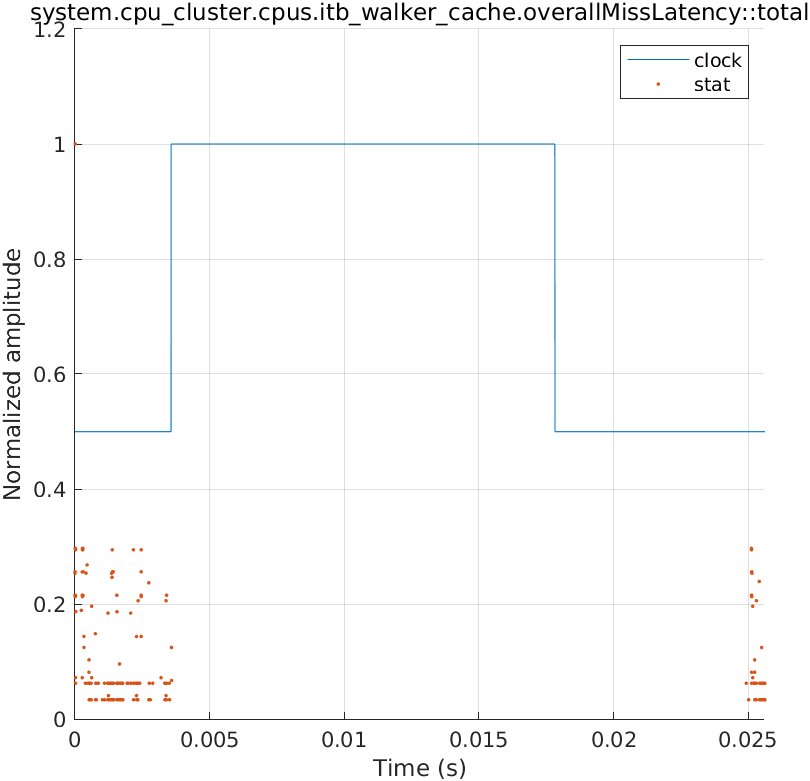 system.cpu_cluster.cpus.itb_walker_cache.overallMissLatency::total
1.2
1
0.8
0.6
0.4
0.2
0
Normalized amplitude
clock
stat
0 0.005 0.01 0.015 0.02 0.025
Time (s)